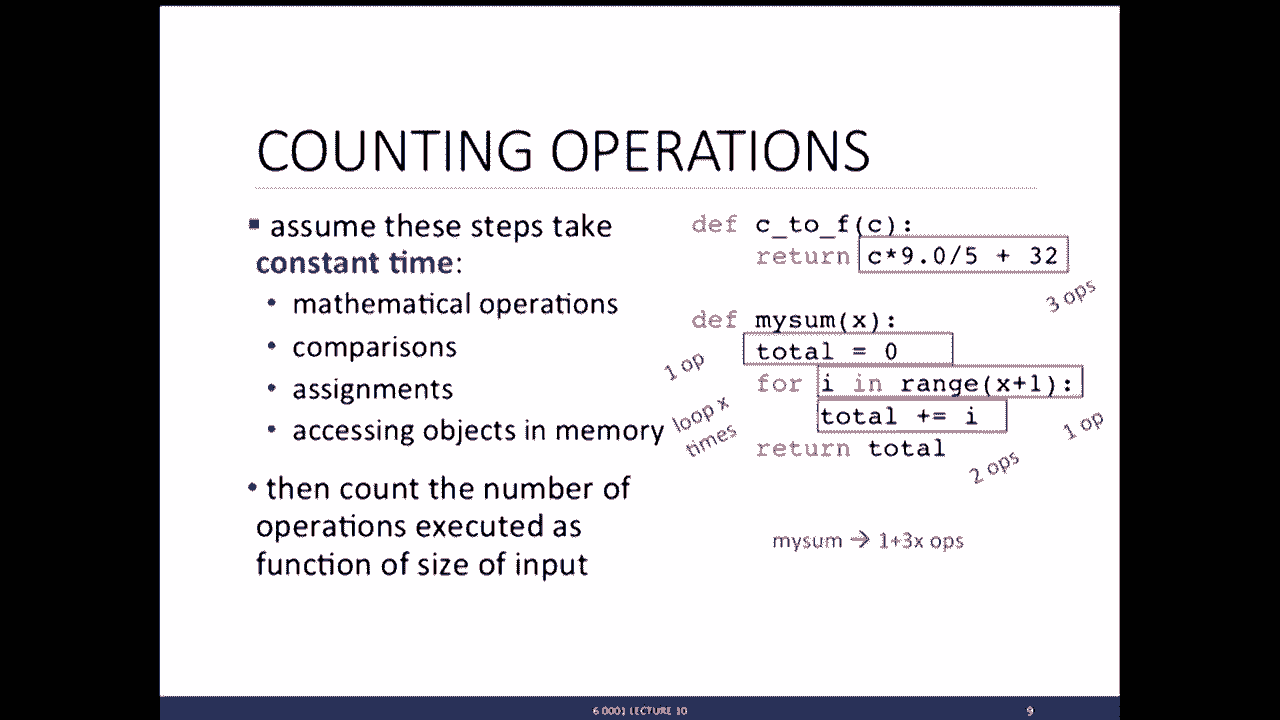 COUNTING OPERATIONS
▪ assume these steps take
constant time:
• mathematical operations
• comparisons
• assignments
• accessing objects in memory
• then count the number of
operations executed as
function of size of input
def c_to_f(c):
return c*9.0/5 + 32
3 ops
def mysum(x):
total = 0
1 op
for i in range(x+1):
loop x
times
total += i
1 op
return total
2 ops
mysum → 1+3x ops
6.0001 LECTURE 10
9